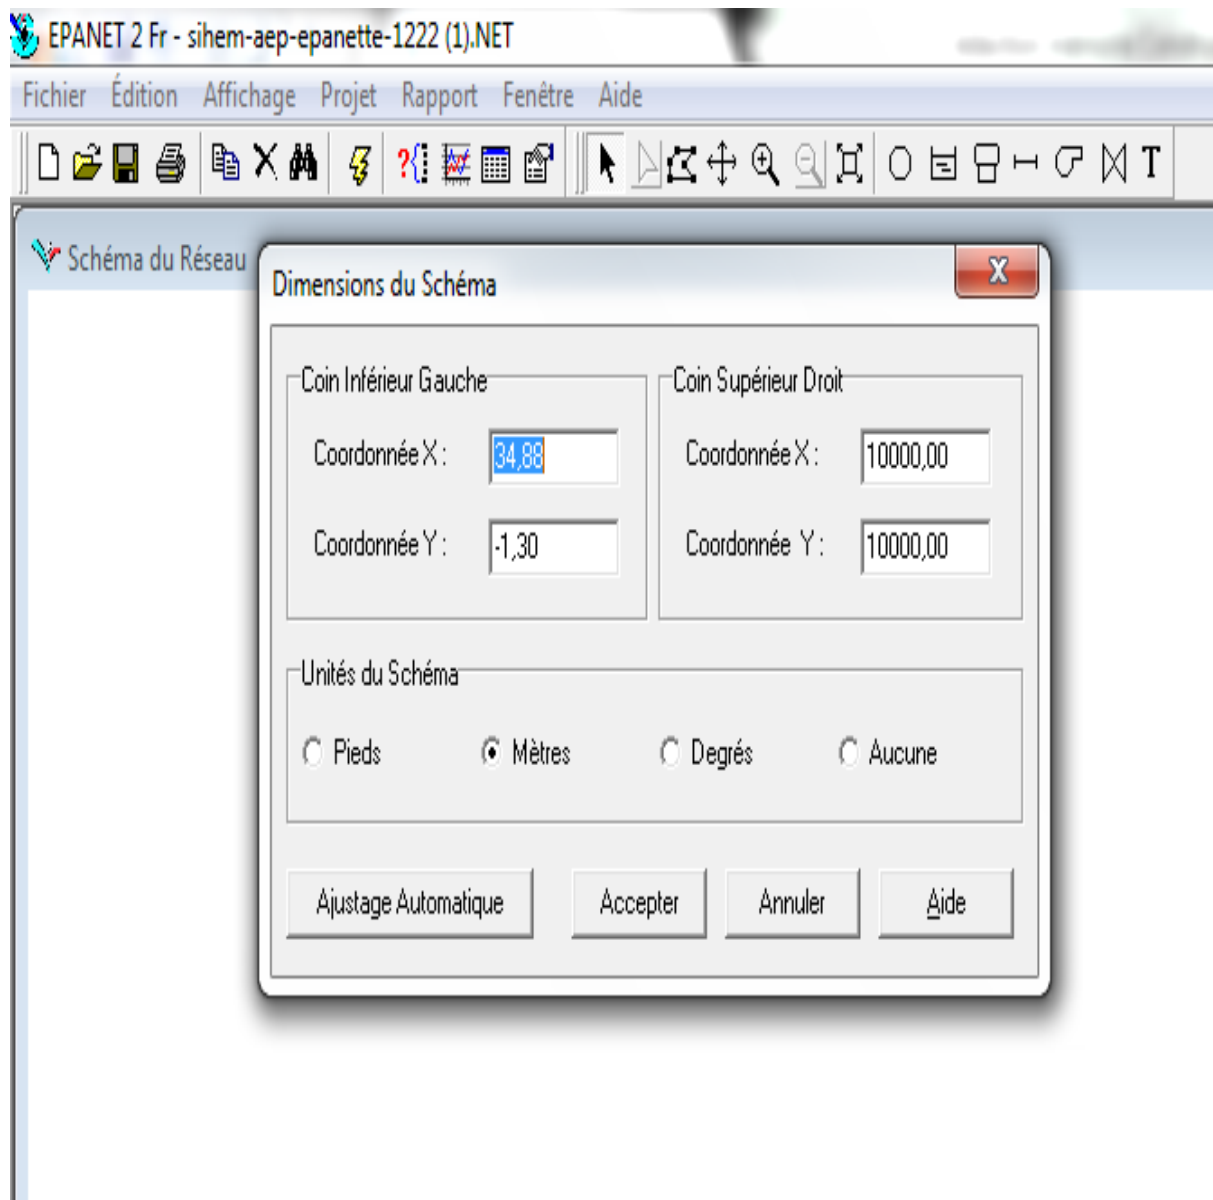 EPANET 2 Fr - sihem-aep-epanette-1222 (1).NET
Fichier Édition Affichage Projet Rapport Fenêtre Aide
T
Schéma du Réseau
Dimensions du Schéma
Coin Inférieur Gauche
Coordonnée X : 34,88
Coordonnée Y : -1,30
Coin Supérieur Droit
Coordonnée X : 10000,00
Coordonnée Y : 10000,00
Unités du Schéma
Pieds Mètres Degrés Aucune
Ajustage Automatique Accepter Annuler Aide